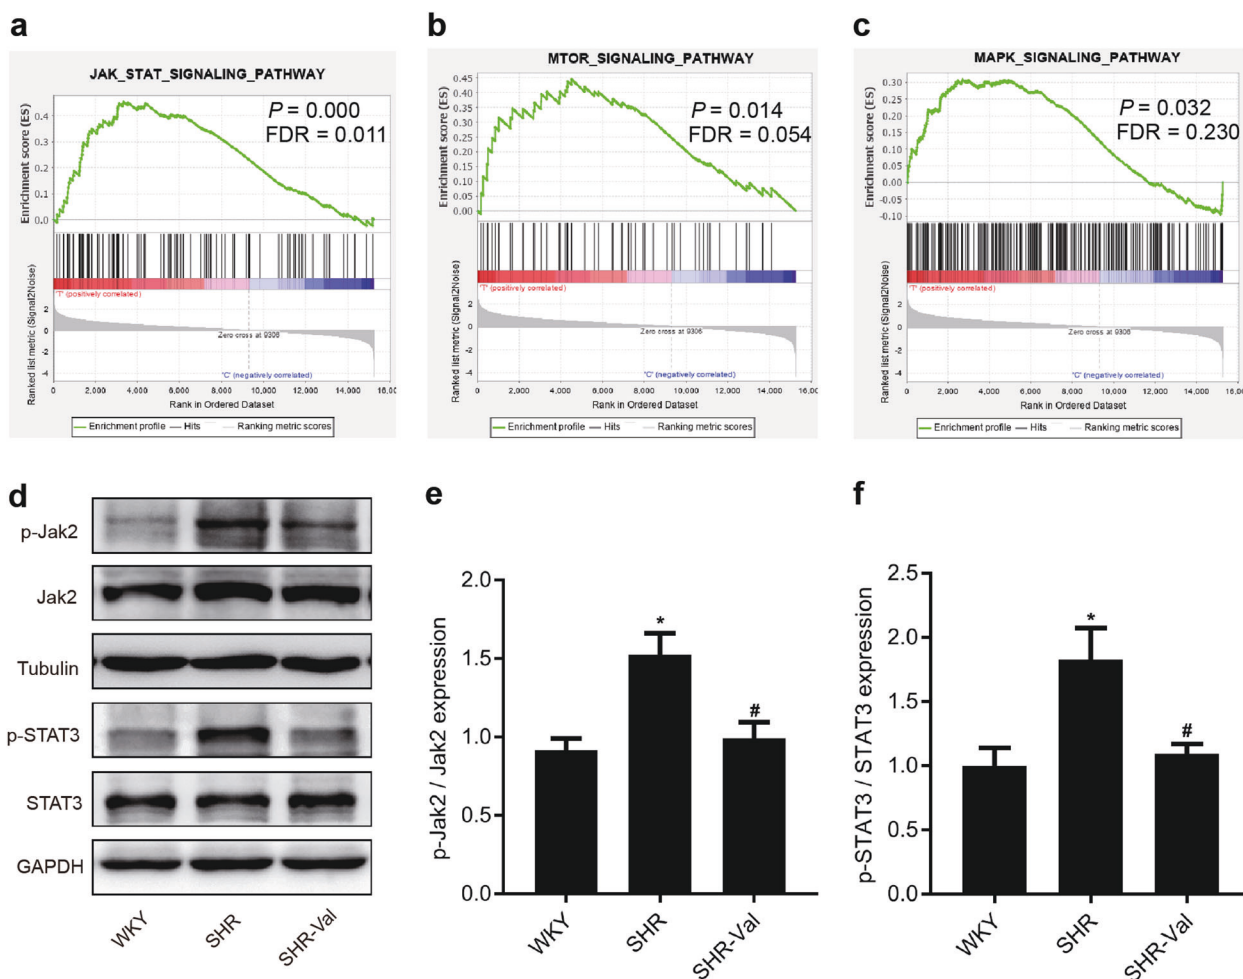 a
JAK_STAT_SIGNALING_PATHWAY
P = 0.000
FDR = 0.011
Enrichment score (ES)
0.4
0.3
0.2
0.1
0.0
'T' (positively correlated)
Ranked list metric (Signal2Noise)
2
0
-2
-4
Zero cross at 9306
'C' (negatively correlated)
0 2,000 4,000 6,000 8,000 10,000 12,000 14,000 16,00
Rank in Ordered Dataset
Enrichment profile Hits Ranking metric scores
b
MTOR_SIGNALING_PATHWAY
P = 0.014
FDR = 0.054
Enrichment score (ES)
0.45
0.40
0.35
0.30
0.25
0.20
0.15
0.10
0.05
0.00
'T' (positively correlated)
Ranked list metric (Signal2Noise)
2
0
-2
-4
Zero cross at 9306
'C' (negatively correlated)
0 2,000 4,000 6,000 8,000 10,000 12,000 14,000 16,0
Rank in Ordered Dataset
Enrichment profile Hits Ranking metric scores
c
MAPK_SIGNALING_PATHWAY
P = 0.032
FDR = 0.230
Enrichment score (ES)
0.30
0.25
0.20
0.15
0.10
0.05
0.00
-0.05
-0.10
'T' (positively correlated)
Ranked list metric (Signal2Noise)
2
0
-2
-4
Zero cross at 9306
'C' (negatively correlated)
0 2,000 4,000 6,000 8,000 10,000 12,000 14,000 16,0
Rank in Ordered Dataset
Enrichment profile Hits Ranking metric scores
d
p-Jak2
Jak2
Tubulin
p-STAT3
STAT3
GAPDH
WKY SHR SHR-Val
e
p-Jak2 / Jak2 expression
2.0
1.5
1.0
0.5
0.0
*
#
WKY SHR SHR-Val
f
p-STAT3 / STAT3 expression
2.5
2.0
1.5
1.0
0.5
0.0
*
#
WKY SHR SHR-Val